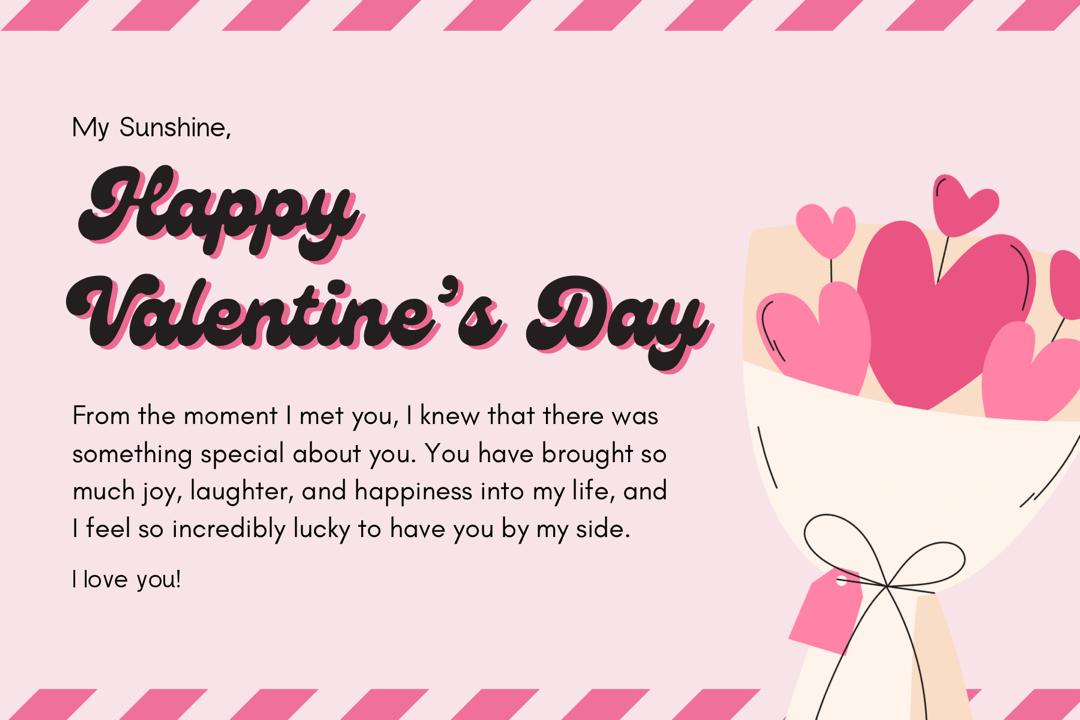 My Sunshine,
Happy
Valentine's Day
From the moment I met you, I knew that there was
something special about you. You have brought so
much joy, laughter, and happiness into my life, and
I feel so incredibly lucky to have you by my side.
I love you!